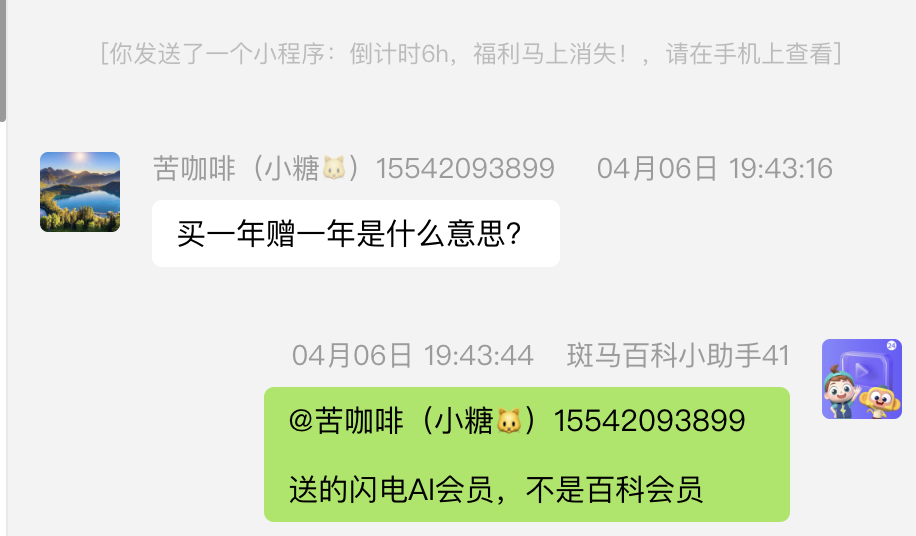 [你发送了一个小程序：倒计时6h，福利马上消失！，请在手机上查看]
苦咖啡（小糖🐱）15542093899 04月06日 19:43:16
买一年赠一年是什么意思？
04月06日 19:43:44 斑马百科小助手41
@苦咖啡（小糖🐱）15542093899
送的闪电AI会员，不是百科会员